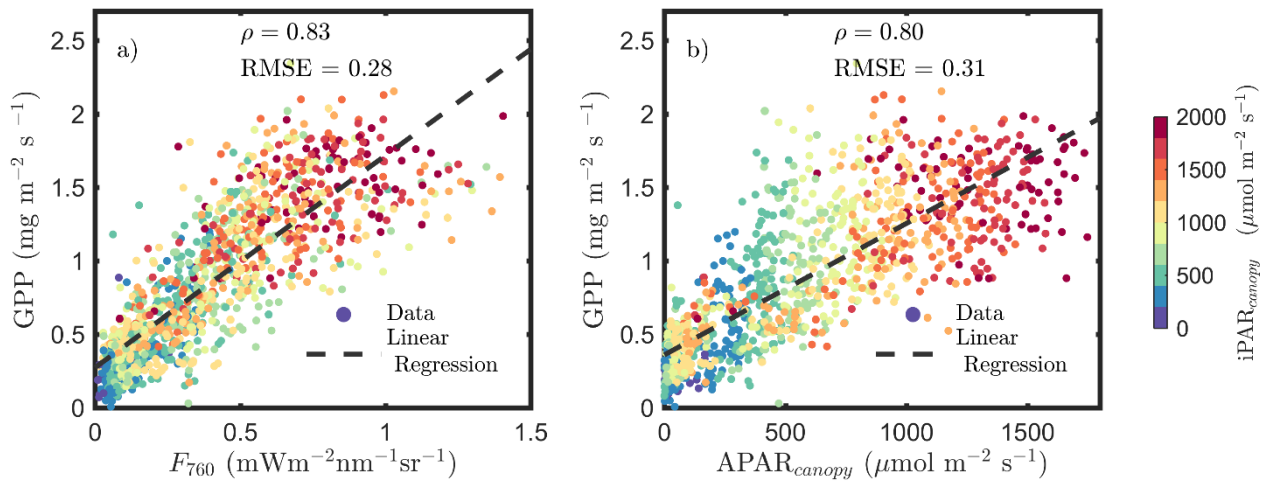 a)
ρ = 0.83
RMSE = 0.28
2.5
2
1.5
1
0.5
0
GPP (mg m⁻² s⁻¹)
Data
Linear
Regression
0 0.5 1 1.5
F₇₆₀ (mWm⁻²nm⁻¹sr⁻¹)
b)
ρ = 0.80
RMSE = 0.31
2.5
2
1.5
1
0.5
0
GPP (mg m⁻² s⁻¹)
Data
Linear
Regression
0 500 1000 1500
APAR_canopy (μmol m⁻² s⁻¹)
2000
1500
1000
500
0
iPAR_canopy (μmol m⁻² s⁻¹)